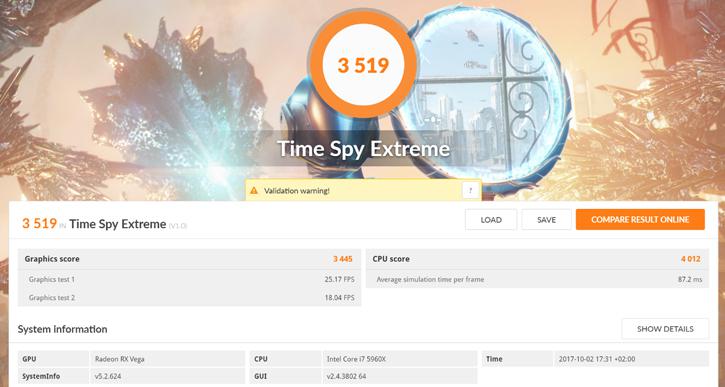 3 519
Time Spy Extreme
Validation warning!
?
3 519 IN Time Spy Extreme (V1.0)
LOAD
SAVE
COMPARE RESULT ONLINE
Graphics score 3 445
Graphics test 1 25.17 FPS
Graphics test 2 18.04 FPS
CPU score 4 012
Average simulation time per frame 87.2 ms
System information
SHOW DETAILS
GPU Radeon RX Vega CPU Intel Core i7 5960X Time 2017-10-02 17:31 +02:00
SystemInfo v5.2.624 GUI v2.4.3802 64